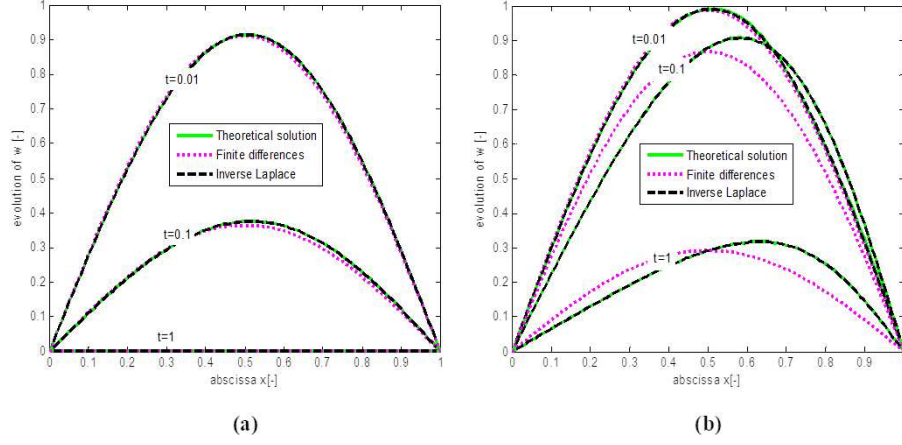 1
0.9
0.8
0.7
0.6
0.5
0.4
0.3
0.2
0.1
0
evolution of w [-]
t=0.01
Theoretical solution
Finite differences
Inverse Laplace
t=0.1
t=1
0 0.1 0.2 0.3 0.4 0.5 0.6 0.7 0.8 0.9 1
abscissa x[-]
(a)
1
0.9
0.8
0.7
0.6
0.5
0.4
0.3
0.2
0.1
0
evolution of w [-]
t=0.01
t=0.1
Theoretical solution
Finite differences
Inverse Laplace
t=1
0 0.1 0.2 0.3 0.4 0.5 0.6 0.7 0.8 0.9
abscissa x[-]
(b)